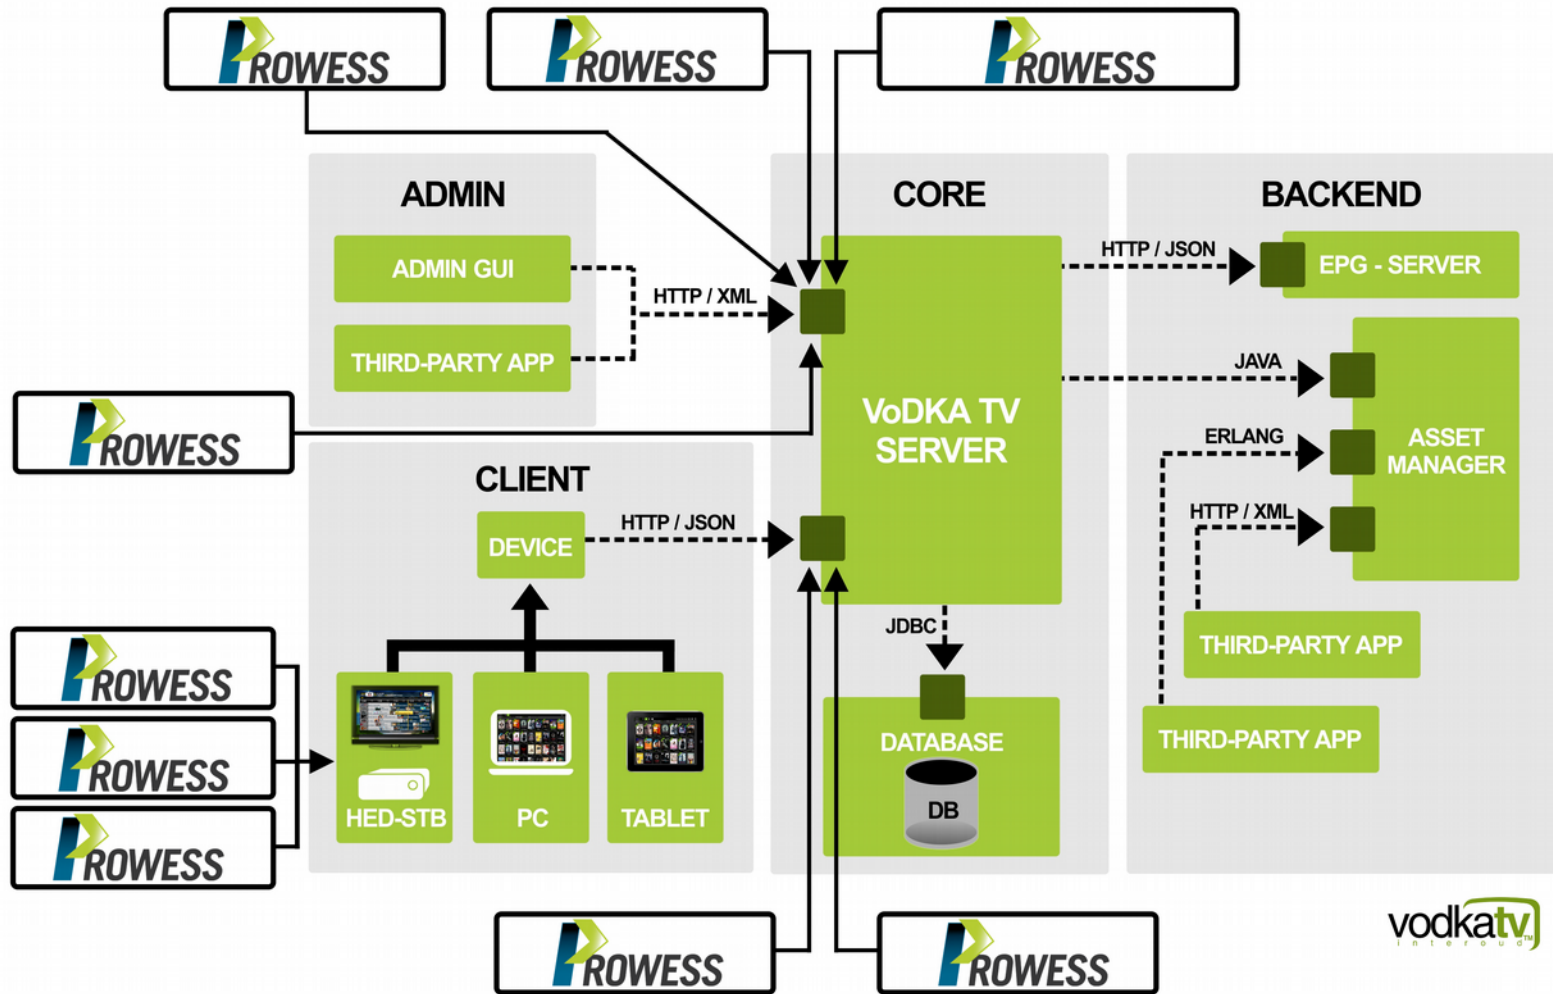 PROWESS
PROWESS
PROWESS
ADMIN
CORE
BACKEND
ADMIN GUI
HTTP / XML
THIRD-PARTY APP
HTTP / JSON
EPG - SERVER
JAVA
VoDKA TV
SERVER
ERLANG
ASSET
MANAGER
HTTP / XML
PROWESS
CLIENT
DEVICE
HTTP / JSON
JDBC
THIRD-PARTY APP
THIRD-PARTY APP
PROWESS
PROWESS
PROWESS
HED-STB
PC
TABLET
DATABASE
DB
PROWESS
PROWESS
vodkatv
TM
interoud